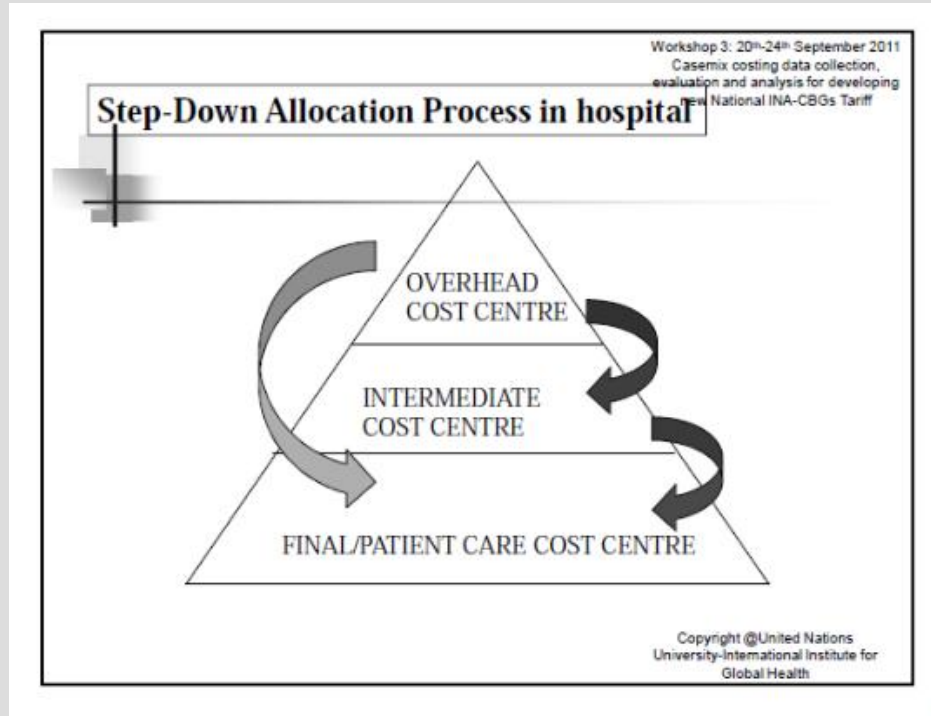 Workshop 3: 20th-24th September 2011
Casemix costing data collection,
evaluation and analysis for developing
new National INA-CBGs Tariff
Step-Down Allocation Process in hospital
OVERHEAD
COST CENTRE
INTERMEDIATE
COST CENTRE
FINAL/PATIENT CARE COST CENTRE
Copyright @United Nations
University-International Institute for
Global Health